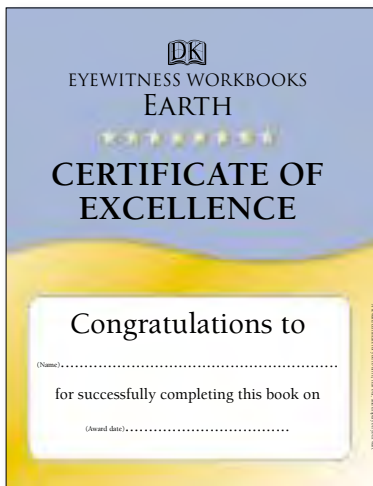 DK
EYEWITNESS WORKBOOKS
EARTH
CERTIFICATE OF
EXCELLENCE
Congratulations to
(Name)..........................................................
for successfully completing this book on
(Award date)...................................